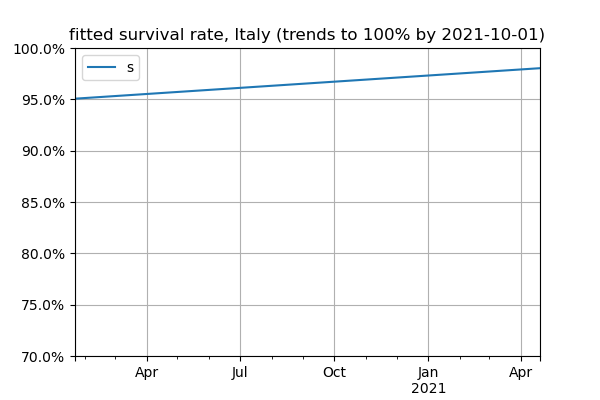 fitted survival rate, Italy (trends to 100% by 2021-10-01)
100.0%
s
95.0%
90.0%
85.0%
80.0%
75.0%
70.0%
Apr Jul Oct Jan Apr
2021